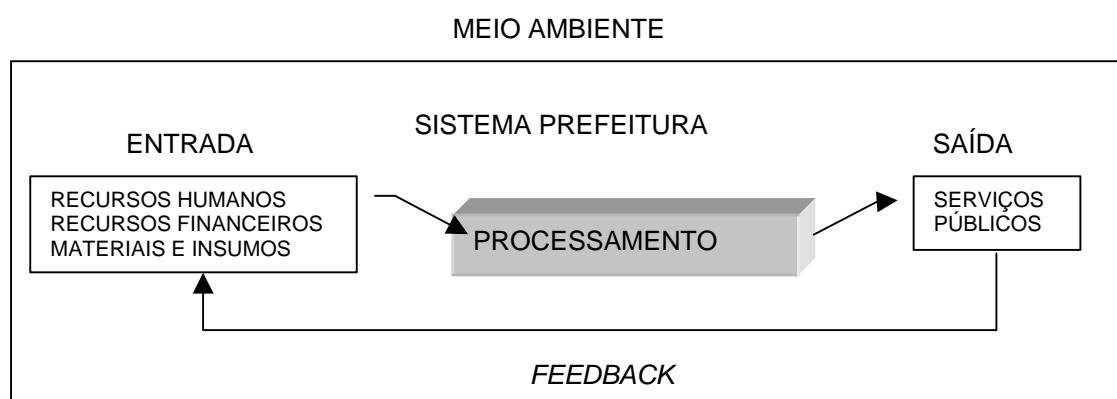 MEIO AMBIENTE
SISTEMA PREFEITURA
ENTRADA
SAÍDA
RECURSOS HUMANOS
RECURSOS FINANCEIROS
MATERIAIS E INSUMOS
PROCESSAMENTO
SERVIÇOS
PÚBLICOS
FEEDBACK